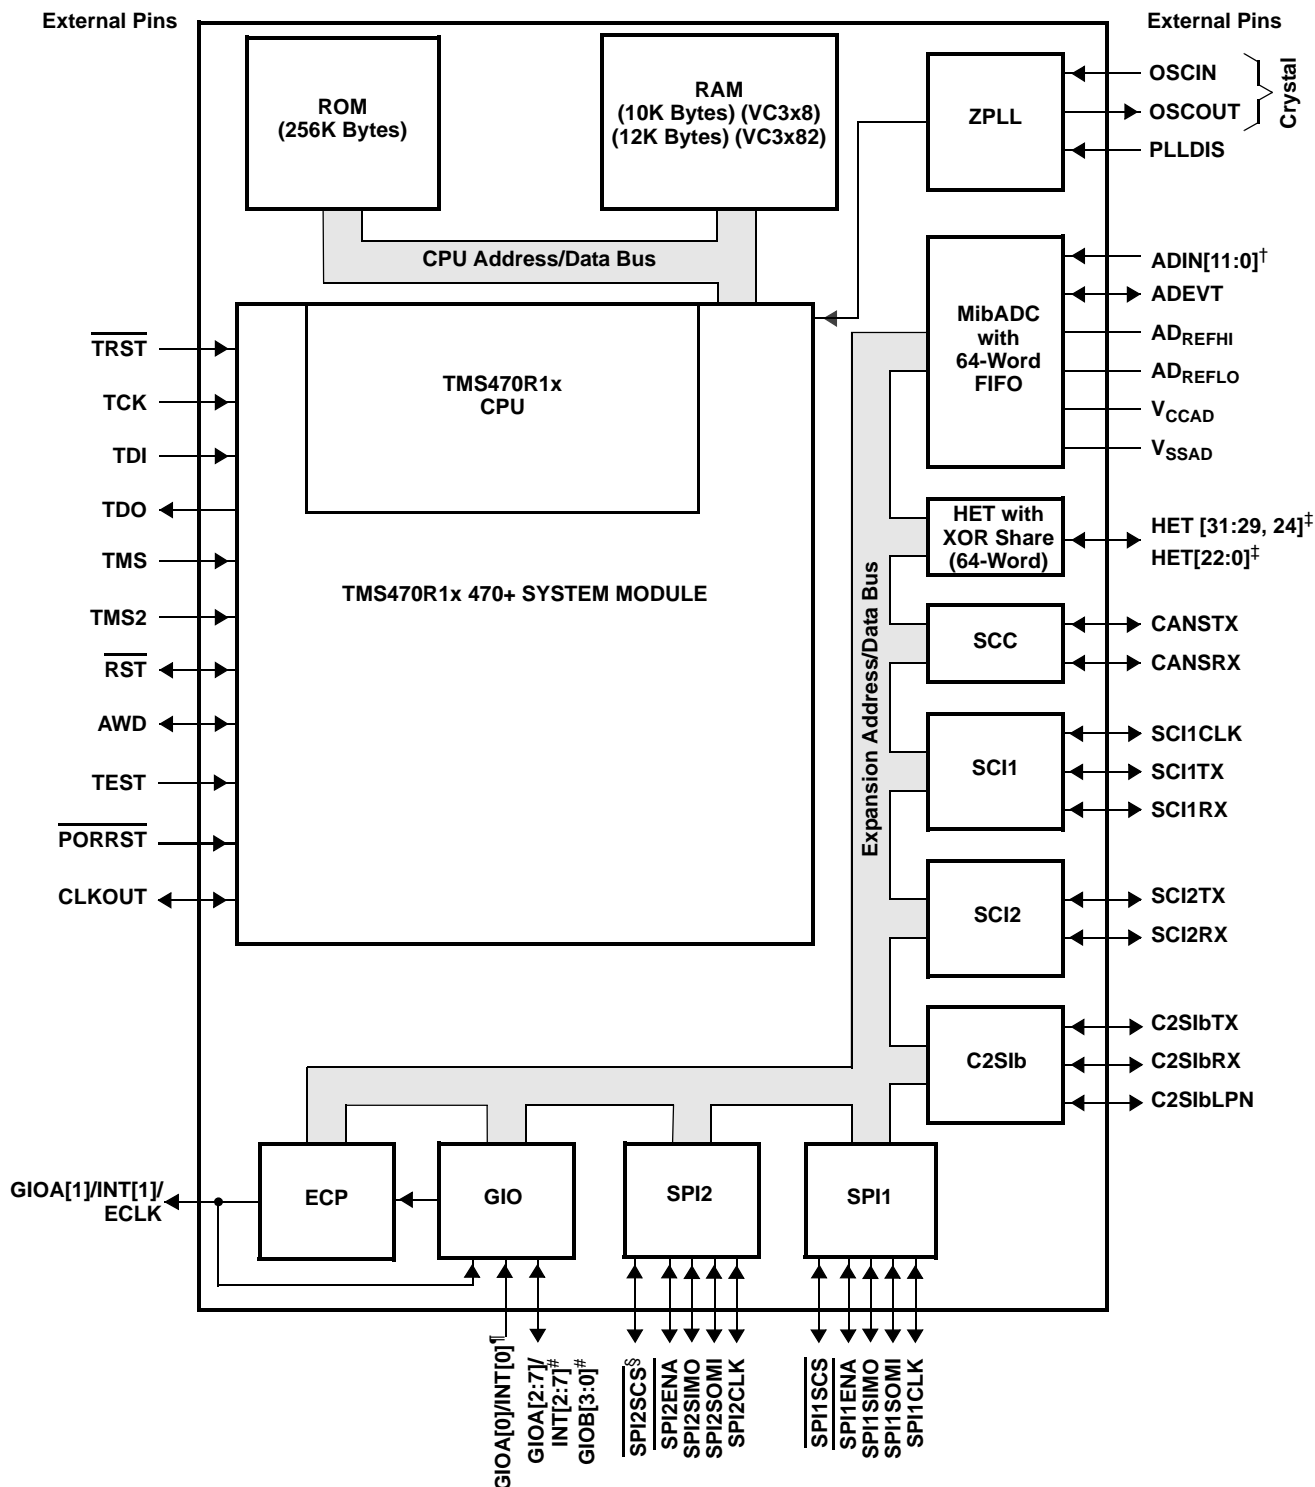 External Pins
External Pins
ROM
(256K Bytes)
RAM
(10K Bytes) (VC3x8)
(12K Bytes) (VC3x82)
ZPLL
OSCIN
OSCOUT
PLLDIS
Crystal
CPU Address/Data Bus
TRST
TCK
TDI
TDO
TMS
TMS2
RST
AWD
TEST
PORRST
CLKOUT
TMS470R1x
CPU
TMS470R1x 470+ SYSTEM MODULE
MibADC
with
64-Word
FIFO
ADIN[11:0]†
ADEVT
ADREFHI
ADREFLO
VCCAD
VSSAD
Expansion Address/Data Bus
HET with
XOR Share
(64-Word)
HET [31:29, 24]‡
HET[22:0]‡
SCC
CANSTX
CANSRX
SCI1
SCI1CLK
SCI1TX
SCI1RX
SCI2
SCI2TX
SCI2RX
C2SIb
C2SIbTX
C2SIbRX
C2SIbLPN
GIOA[1]/INT[1]/
ECLK
ECP
GIO
SPI2
SPI1
GIOA[0]/INT[0]¶
GIOA[2:7]/
INT[2:7]#
GIOB[3:0]#
SPI2SCS§
SPI2ENA
SPI2SIMO
SPI2SOMI
SPI2CLK
SPI1SCS
SPI1ENA
SPI1SIMO
SPI1SOMI
SPI1CLK